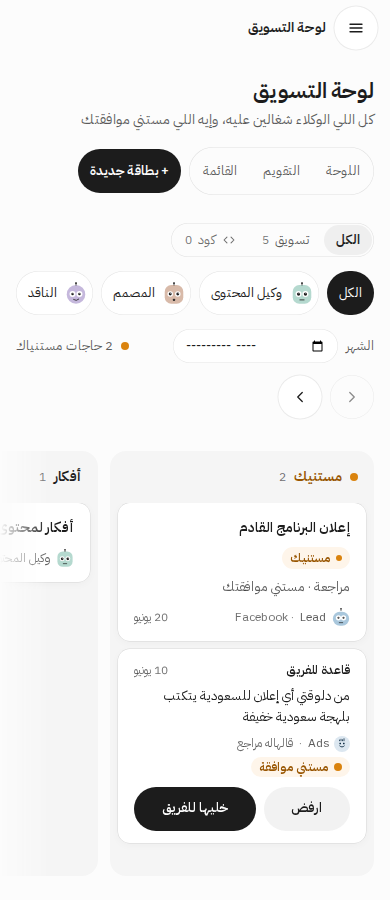 لوحة التسويق
لوحة التسويق
كل اللي الوكلاء شغالين عليه، وإيه اللي مستني موافقتك
اللوحة التقويم القائمة + بطاقة جديدة
الكل تسويق 5 كود 0
الكل وكيل المحتوى المصمم الناقد
الشهر --------- ---- 2 حاجات مستنياك
مستنيك 2
إعلان البرنامج القادم
مستنيك
مراجعة · مستني موافقتك
Lead · Facebook 20 يونيو
قاعدة للفريق 10 يونيو
من دلوقتي أي إعلان للسعودية يتكتب
بلهجة سعودية خفيفة
Ads · قالهاله مراجع
مستني موافقة
ارفض خليها للفريق
أفكار 1
أفكار لمحتوى
وكيل